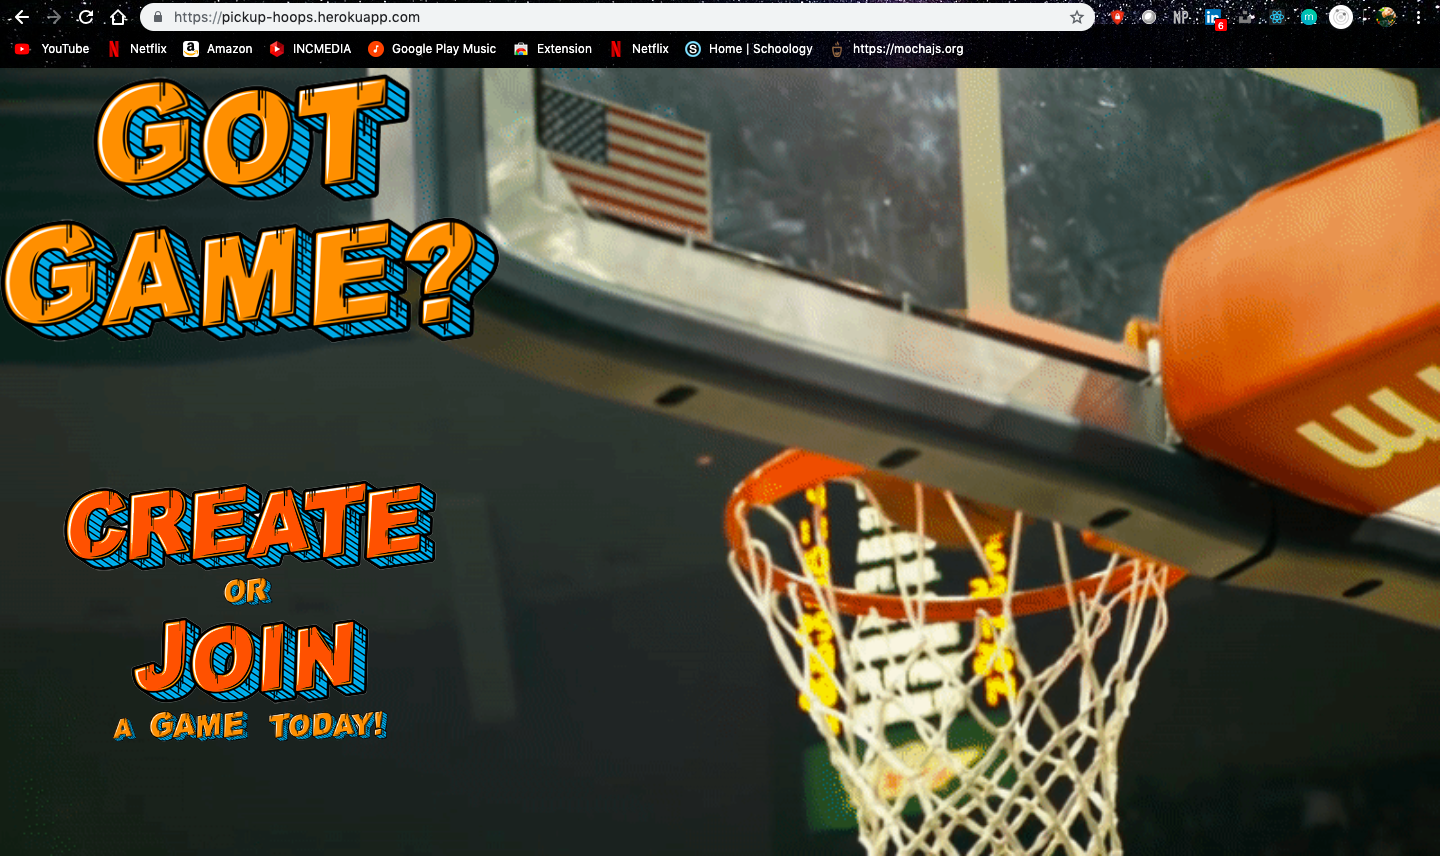 https://pickup-hoops.herokuapp.com
NP
6
YouTube
Netflix
Amazon
INCMEDIA
Google Play Music
Extension
Netflix
Home | Schoology
https://mochajs.org
GOT
GAME?
CREATE
OR
JOIN
A GAME TODAY!